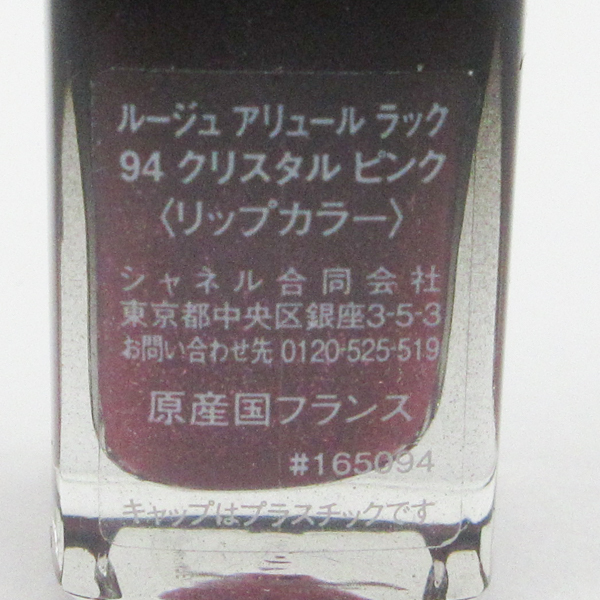 ルージュ アリュール ラック
94 クリスタル ピンク
〈リップカラー〉
シャネル合同会社
東京都中央区銀座3-5-3
お問い合わせ先 0120-525-519
原産国フランス
#165094
キャップはプラスチックです